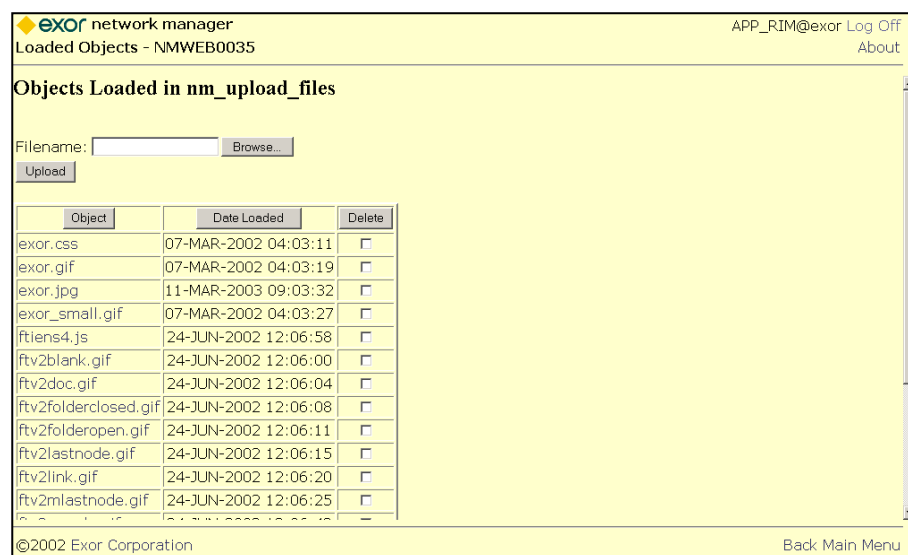 exor network manager
APP_RIM@exor Log Off
Loaded Objects - NMWEB0035
About
Objects Loaded in nm_upload_files
Filename: Browse...
Upload
Object Date Loaded Delete
exor.css 07-MAR-2002 04:03:11
exor.gif 07-MAR-2002 04:03:19
exor.jpg 11-MAR-2003 09:03:32
exor_small.gif 07-MAR-2002 04:03:27
ftiens4.js 24-JUN-2002 12:06:58
ftv2blank.gif 24-JUN-2002 12:06:00
ftv2doc.gif 24-JUN-2002 12:06:04
ftv2folderclosed.gif 24-JUN-2002 12:06:08
ftv2folderopen.gif 24-JUN-2002 12:06:11
ftv2lastnode.gif 24-JUN-2002 12:06:15
ftv2link.gif 24-JUN-2002 12:06:20
ftv2mlastnode.gif 24-JUN-2002 12:06:25
©2002 Exor Corporation
Back Main Menu